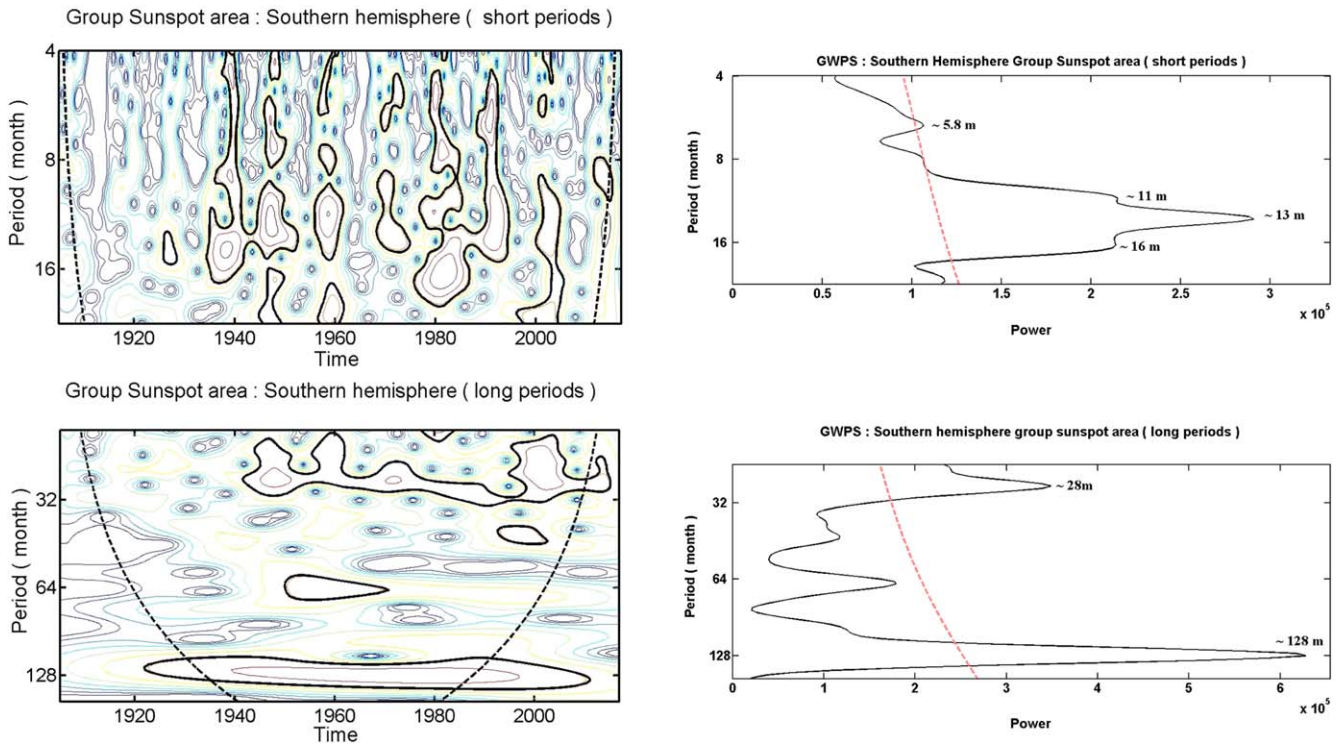 Group Sunspot area : Southern hemisphere ( short periods )
4
8
16
Period ( month )
1920 1940 1960 1980 2000
Time
GWPS : Southern Hemisphere Group Sunspot area ( short periods )
4
8
16
Period ( month )
~ 5.8 m
~ 11 m
~ 13 m
~ 16 m
0 0.5 1 1.5 2 2.5 3
x 10^5
Power
Group Sunspot area : Southern hemisphere ( long periods )
32
64
128
Period ( month )
1920 1940 1960 1980 2000
Time
GWPS : Southern hemisphere group sunspot area ( long periods )
32
64
128
Period ( month )
~ 28m
128 m
0 1 2 3 4 5 6
x 10^5
Power